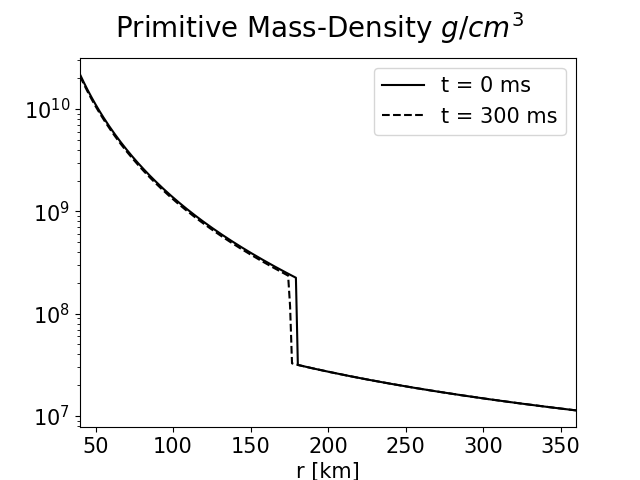 Primitive Mass-Density g/cm³
t = 0 ms
t = 300 ms
10¹⁰
10⁹
10⁸
10⁷
50 100 150 200 250 300 350
r [km]